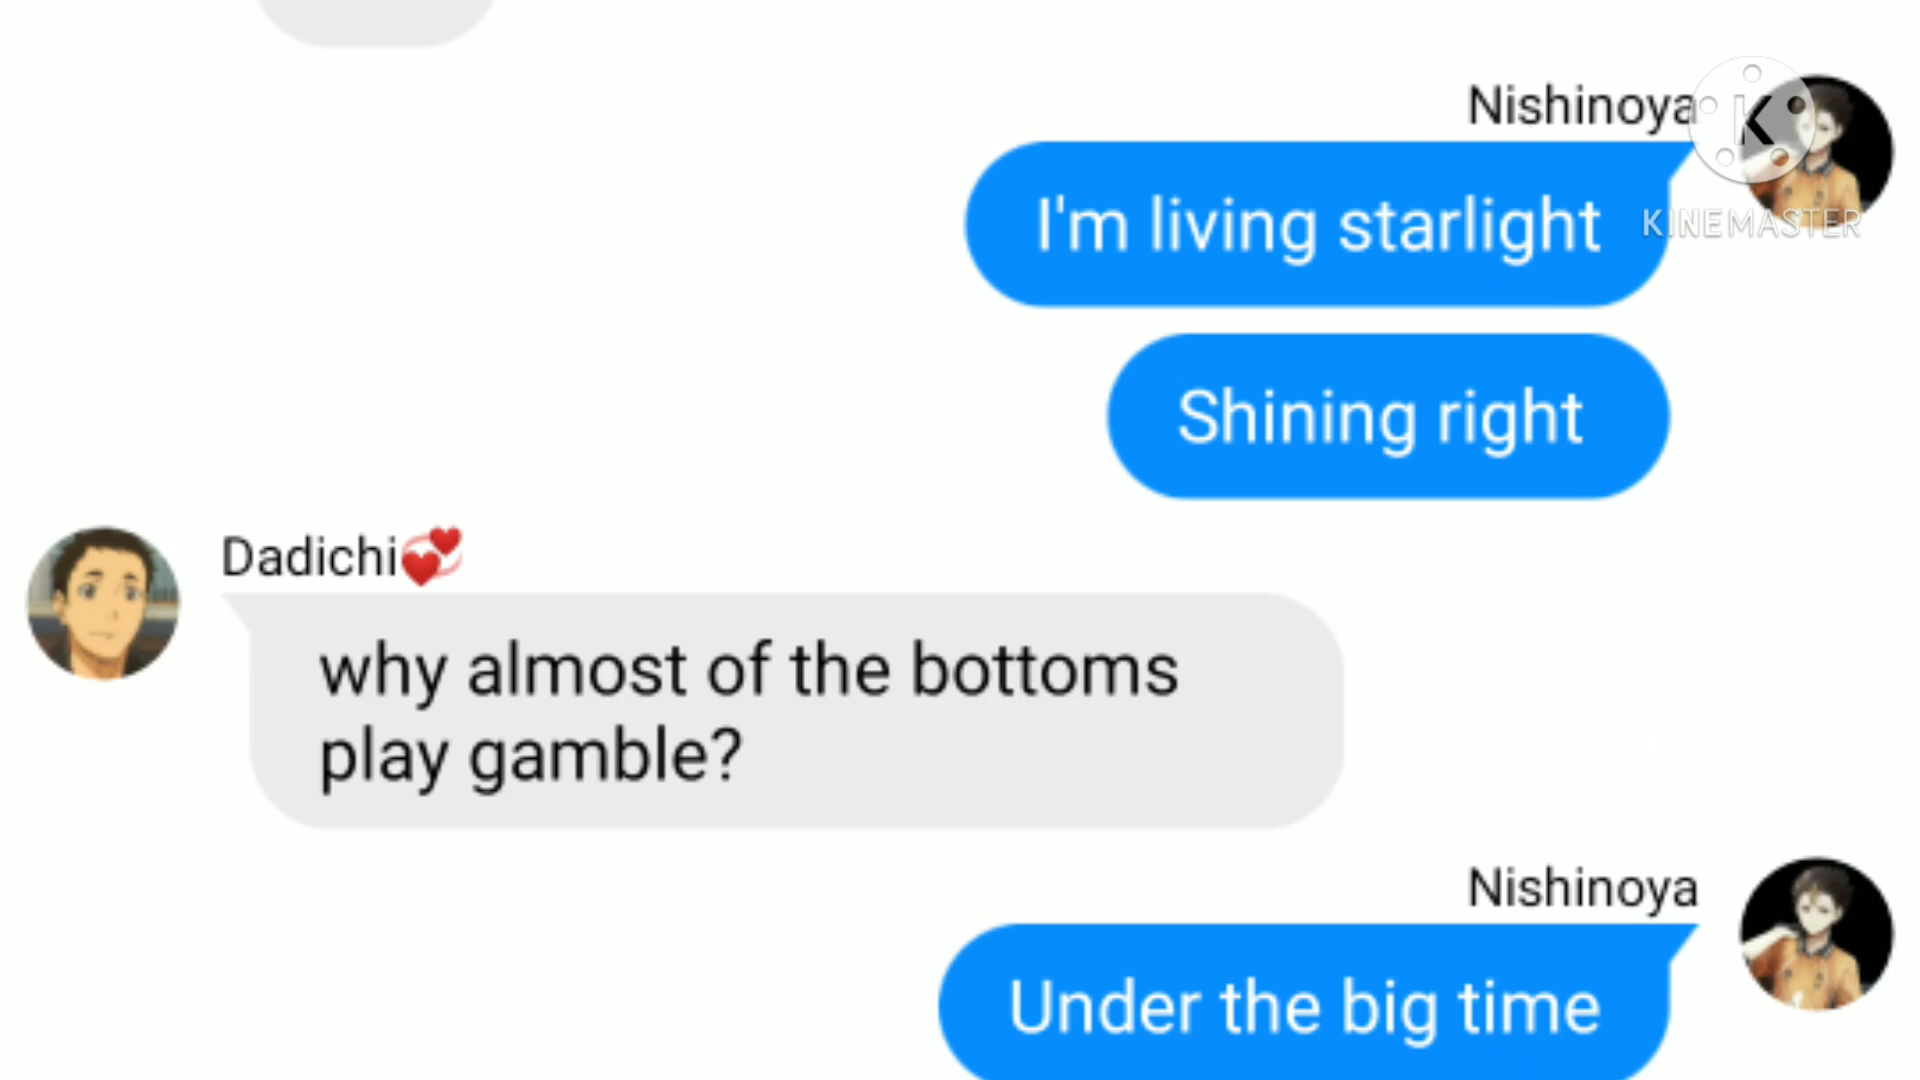 Nishinoya
K
KINEMASTER
I'm living starlight
Shining right
Dadichi💞
why almost of the bottoms
play gamble?
Nishinoya
Under the big time